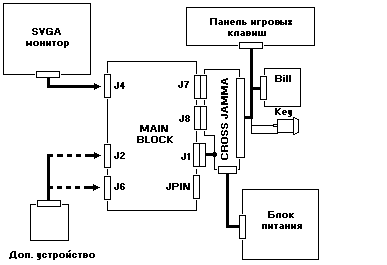 SVGA
монитор
Панель игровых
клавиш
Bill
Key
J4
J7
J8
MAIN
BLOCK
CROSS JAMMA
J2
J1
J6
JPIN
Блок
питания
Доп. устройство